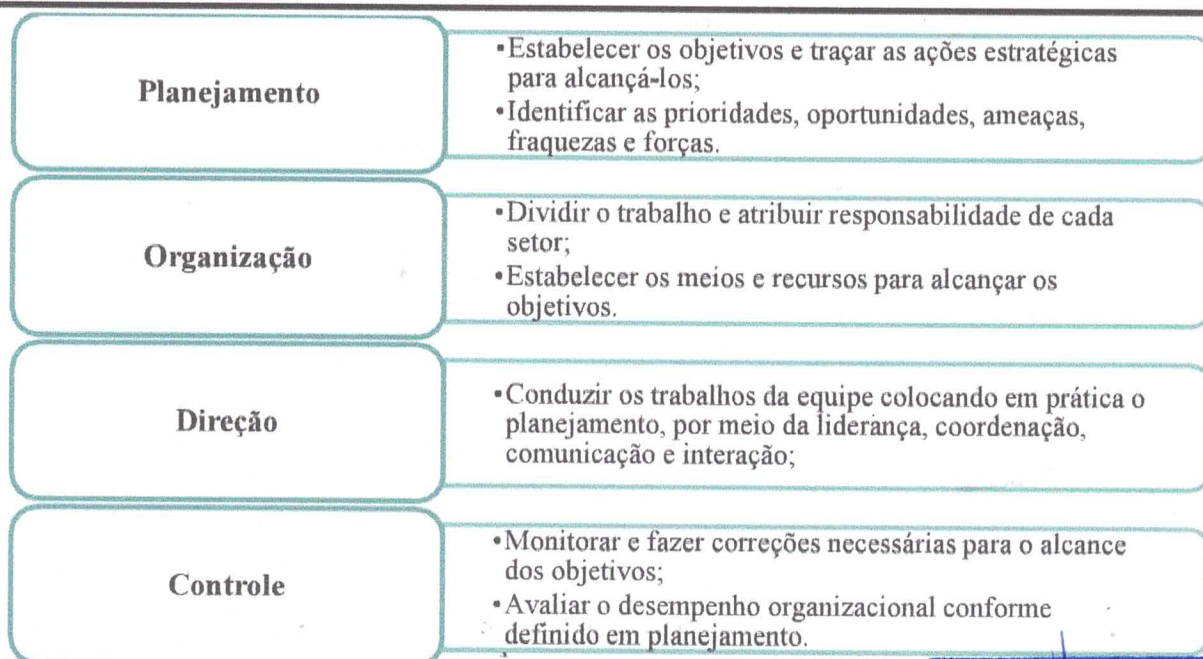 Planejamento
•Estabelecer os objetivos e traçar as ações estratégicas
para alcançá-los;
•Identificar as prioridades, oportunidades, ameaças,
fraquezas e forças.
Organização
•Dividir o trabalho e atribuir responsabilidade de cada
setor;
•Estabelecer os meios e recursos para alcançar os
objetivos.
Direção
•Conduzir os trabalhos da equipe colocando em prática o
planejamento, por meio da liderança, coordenação,
comunicação e interação;
Controle
•Monitorar e fazer correções necessárias para o alcance
dos objetivos;
•Avaliar o desempenho organizacional conforme
definido em planejamento.